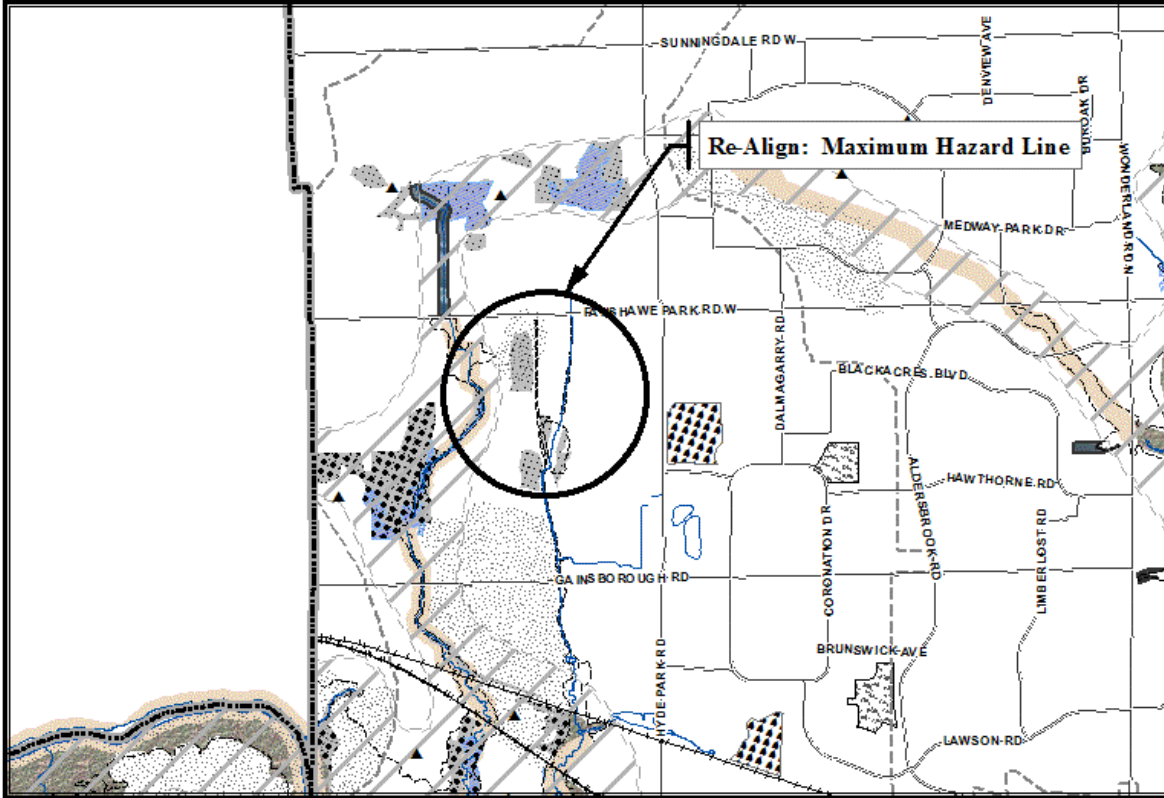 SUNNINGDALE RD W
DENVIEW AVE
BUROAK DR
Re-Align: Maximum Hazard Line
WONDERLAND RD N
MEDWAY PARK DR
FANSHAWE PARK RD W
DALMAGARRY RD
BLACKACRES BLVD
ALDERSBROOK RD
HAWTHORNE RD
CORONATION DR
LIMBERLOST RD
GAINSBOROUGH RD
HYDE PARK RD
BRUNSWICK AVE
LAWSON RD